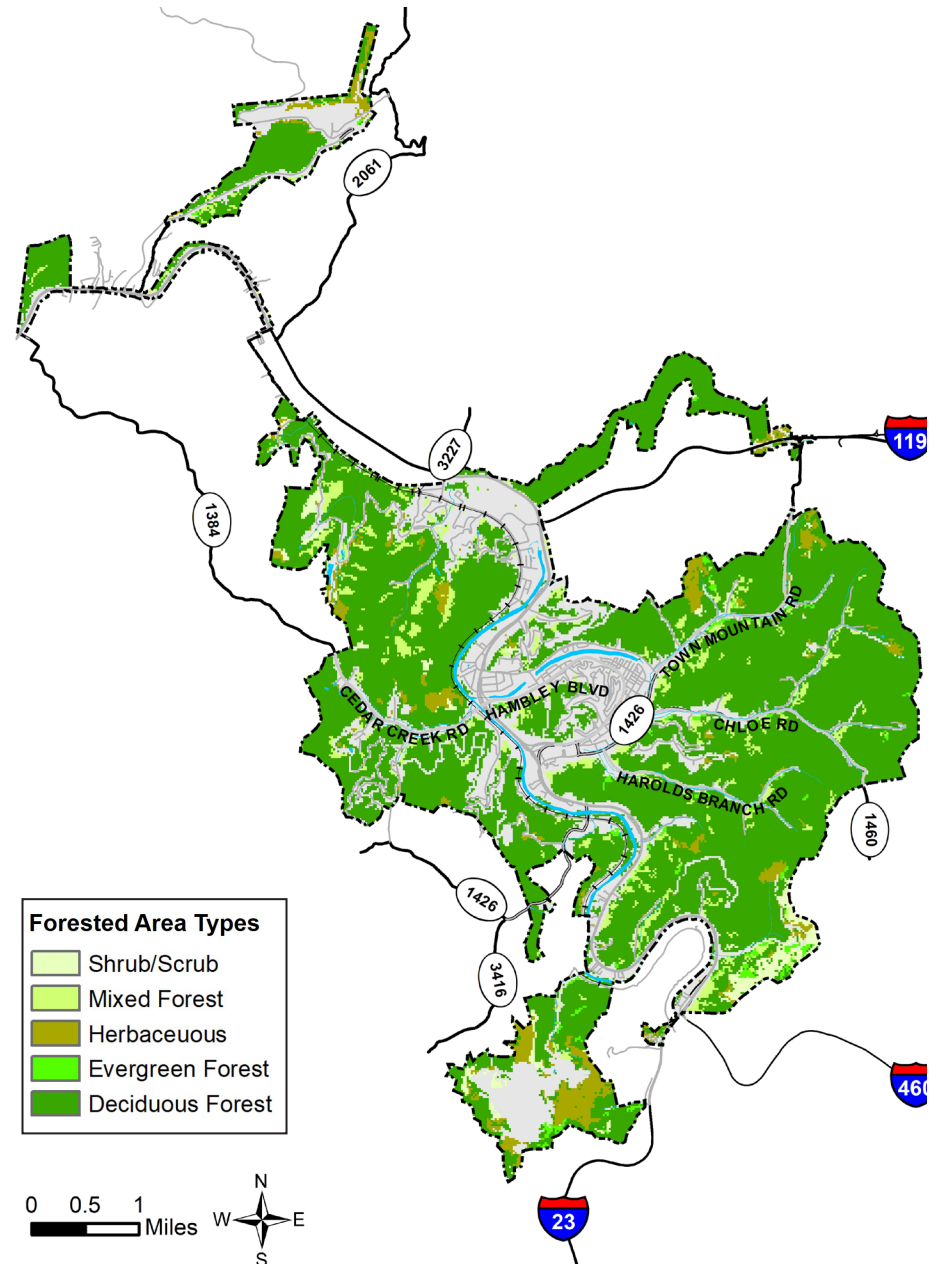 2061
3227
119
1384
TOWN MOUNTAIN RD
HAMBLEY BLVD
CEDAR CREEK RD
1426
CHLOE RD
HAROLDS BRANCH RD
1460
1426
3416
460
23
Forested Area Types
Shrub/Scrub
Mixed Forest
Herbaceuous
Evergreen Forest
Deciduous Forest
0 0.5 1
Miles
N
W E
S